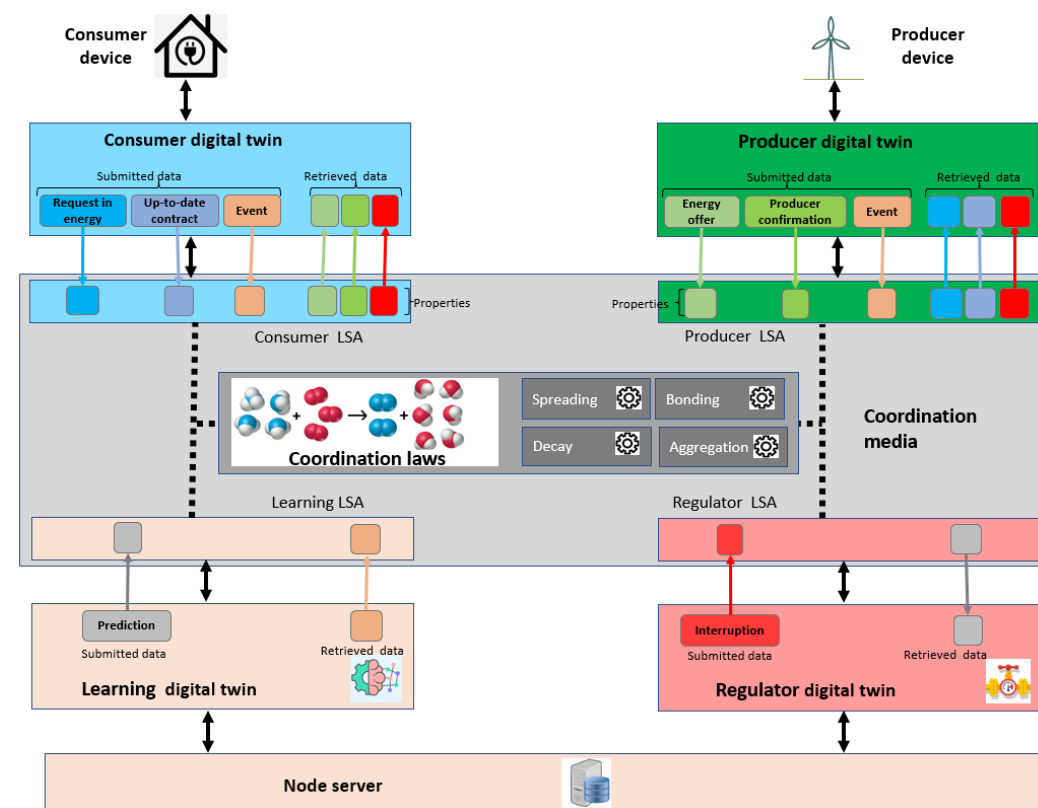 Consumer
device
Producer
device
Consumer digital twin
Submitted data
Retrieved data
Request in
energy
Up-to-date
contract
Event
Producer digital twin
Submitted data
Retrieved data
Energy
offer
Producer
confirmation
Event
Properties
Properties
Consumer LSA
Producer LSA
+
+
Coordination laws
Spreading
Bonding
Decay
Aggregation
Coordination
media
Learning LSA
Regulator LSA
Prediction
Submitted data
Retrieved data
Learning digital twin
Interruption
Submitted data
Retrieved data
Regulator digital twin
Node server